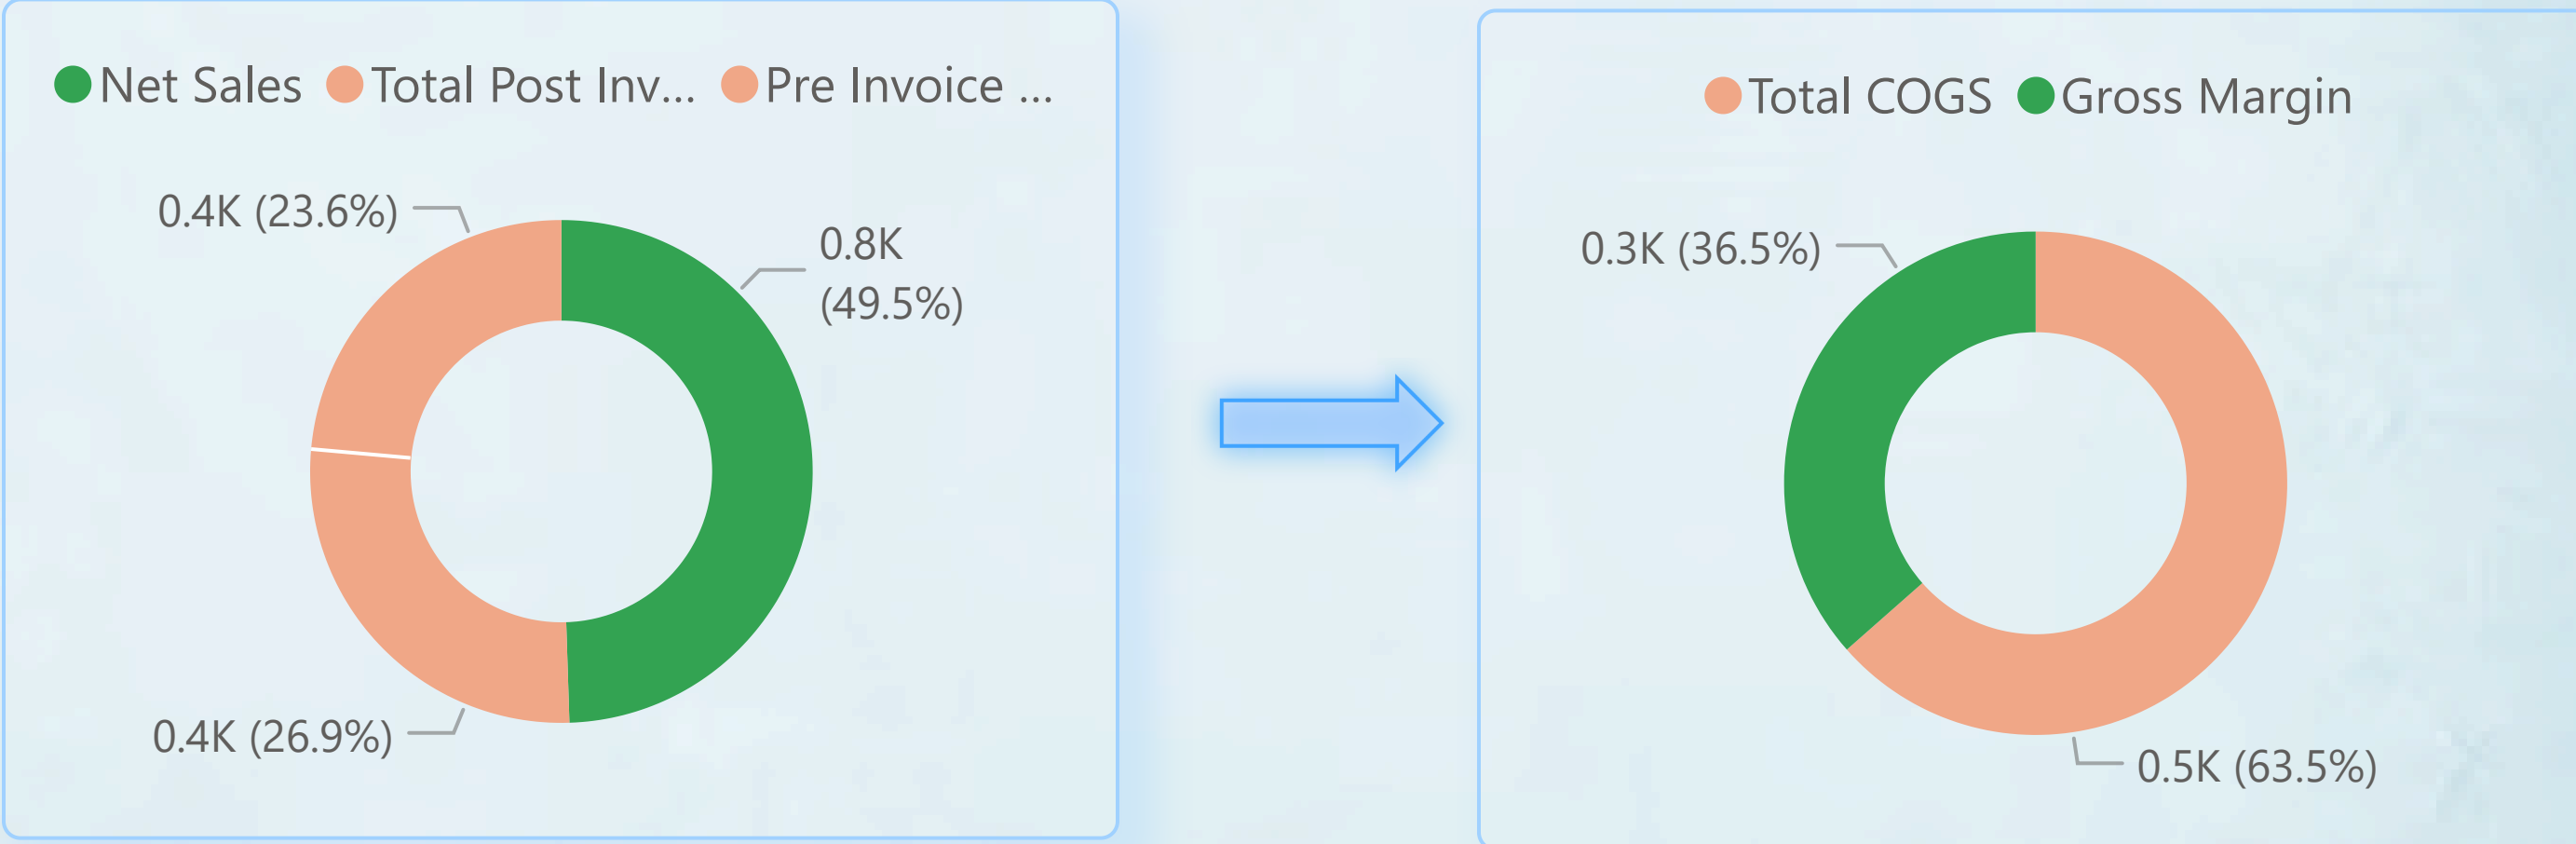 Net Sales Total Post Inv... Pre Invoice ...
0.4K (23.6%)
0.8K
(49.5%)
0.4K (26.9%)
Total COGS Gross Margin
0.3K (36.5%)
0.5K (63.5%)